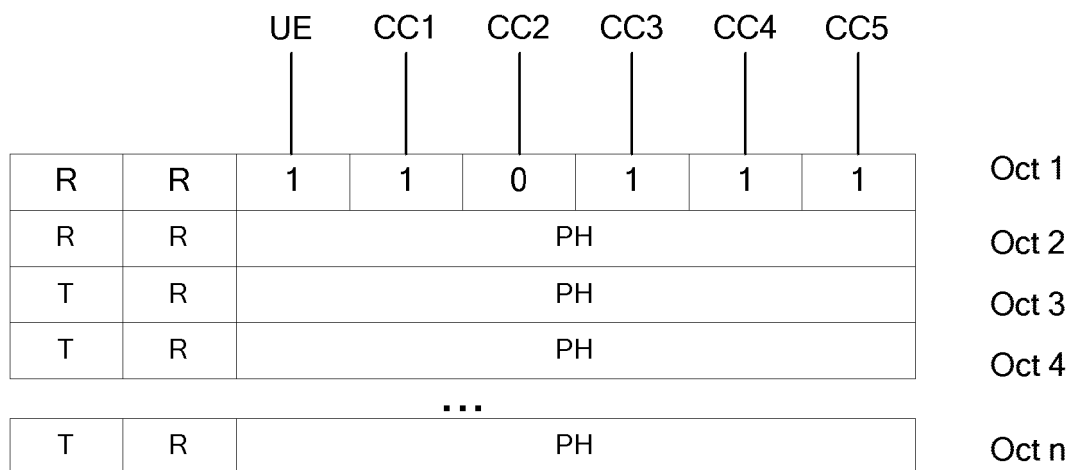 UE CC1 CC2 CC3 CC4 CC5
R R 1 1 0 1 1 1 Oct 1
R R PH Oct 2
T R PH Oct 3
T R PH Oct 4
...
T R PH Oct n